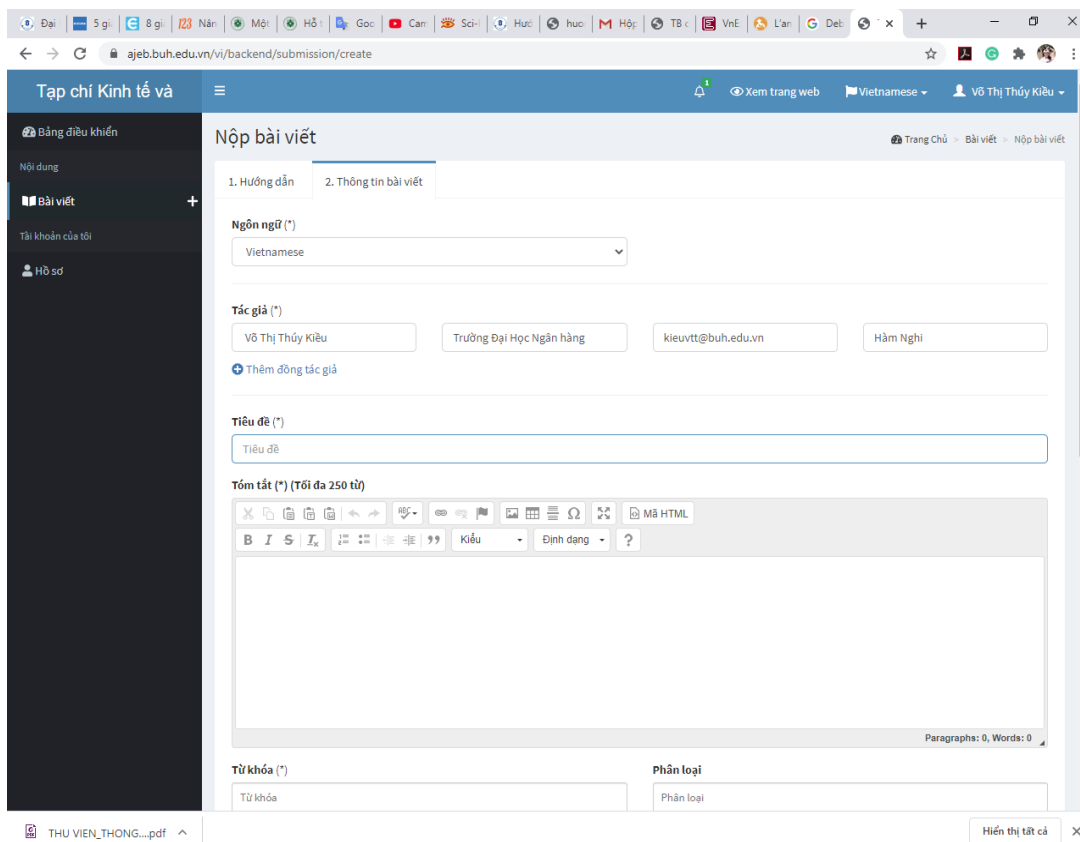 Đại
5 gi
8 gi
123 Năn
Một
Hỗ t
Goc
Cam
Sci-l
Hướ
huo
Hộp
TB c
VnE
L'an
Deb
ajeb.buh.edu.vn/vi/backend/submission/create
Tạp chí Kinh tế và
1
Xem trang web
Vietnamese
Võ Thị Thúy Kiều
Bảng điều khiển
Nội dung
Bài viết
Tài khoản của tôi
Hồ sơ
Nộp bài viết
Trang Chủ > Bài viết > Nộp bài viết
1. Hướng dẫn
2. Thông tin bài viết
Ngôn ngữ (*)
Vietnamese
Tác giả (*)
Võ Thị Thúy Kiều
Trường Đại Học Ngân hàng
kieuvtt@buh.edu.vn
Hàm Nghi
Thêm đồng tác giả
Tiêu đề (*)
Tiêu đề
Tóm tắt (*) (Tối đa 250 từ)
Mã HTML
B I S Ix
Kiểu
Định dạng
?
Paragraphs: 0, Words: 0
Từ khóa (*)
Phân loại
Từ khóa
Phân loại
THU VIEN_THONG....pdf
Hiển thị tất cả